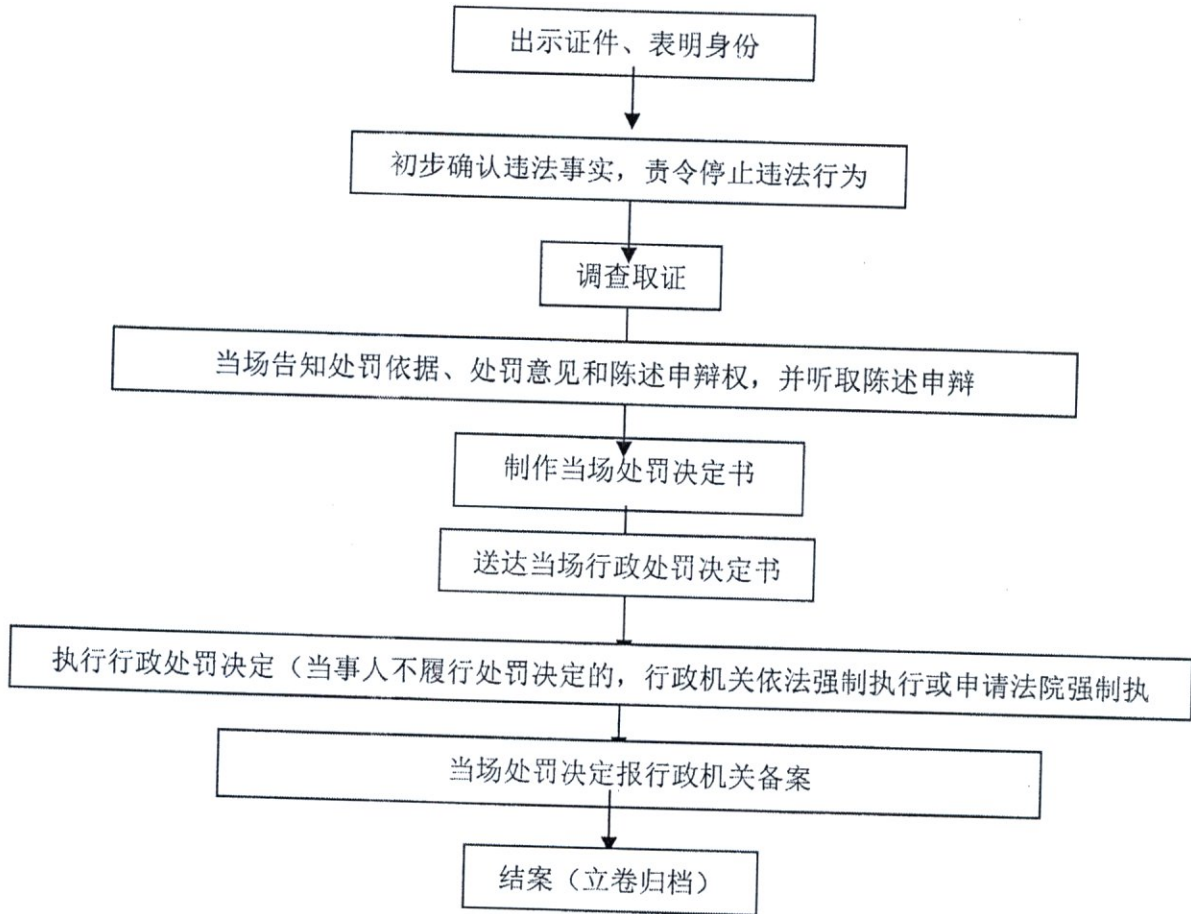 出示证件、表明身份
初步确认违法事实，责令停止违法行为
调查取证
当场告知处罚依据、处罚意见和陈述申辩权，并听取陈述申辩
制作当场处罚决定书
送达当场行政处罚决定书
执行行政处罚决定（当事人不履行处罚决定的，行政机关依法强制执行或申请法院强制执
当场处罚决定报行政机关备案
结案（立卷归档）